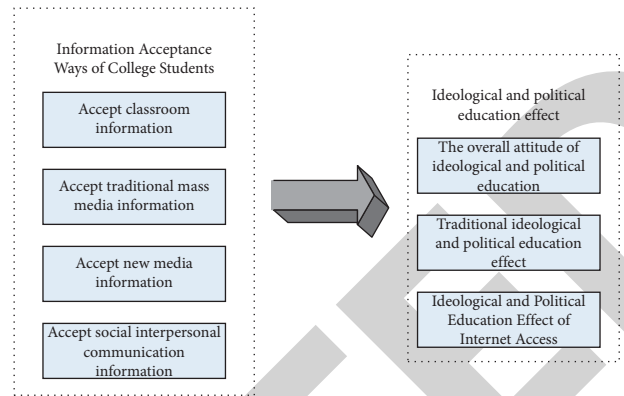 Information Acceptance
Ways of College Students
Accept classroom
information
Accept traditional mass
media information
Accept new media
information
Accept social interpersonal
communication
information
Ideological and political
education effect
The overall attitude of
ideological and political
education
Traditional ideological
and political education
effect
Ideological and Political
Education Effect of
Internet Access